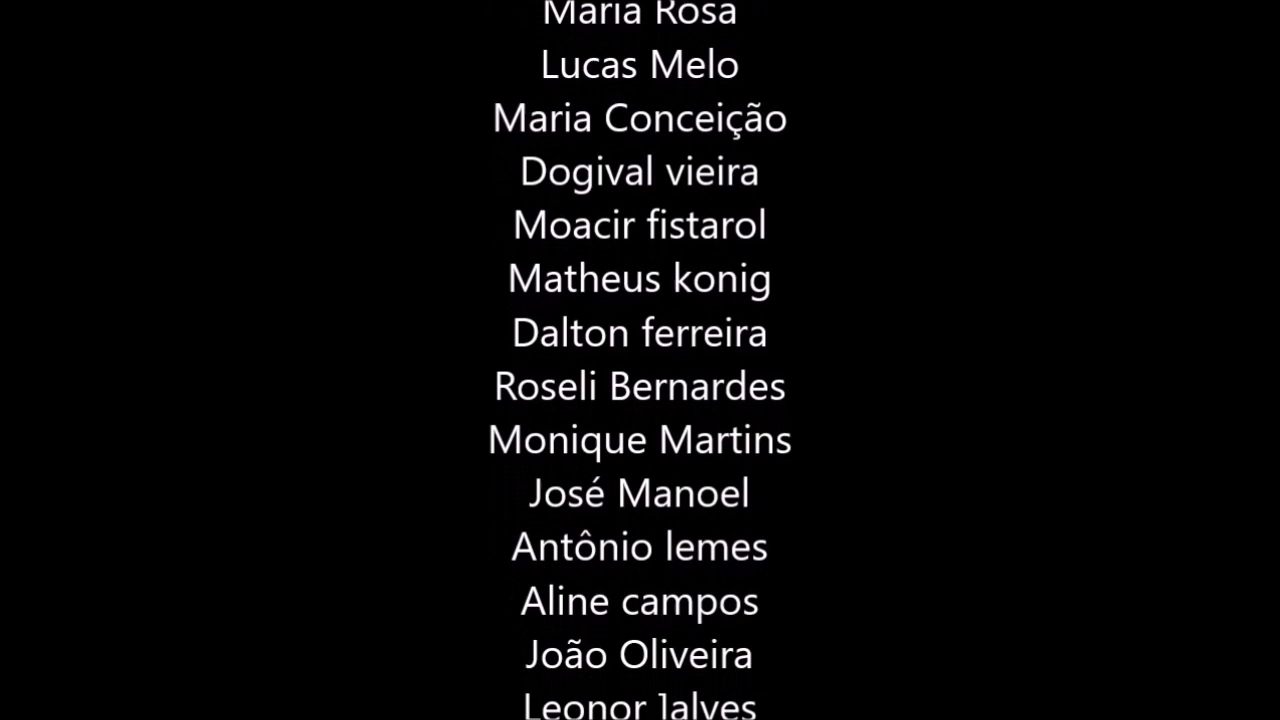 Maria Rosa
Lucas Melo
Maria Conceição
Dogival vieira
Moacir fistarol
Matheus konig
Dalton ferreira
Roseli Bernardes
Monique Martins
José Manoel
Antônio lemes
Aline campos
João Oliveira
Leonor